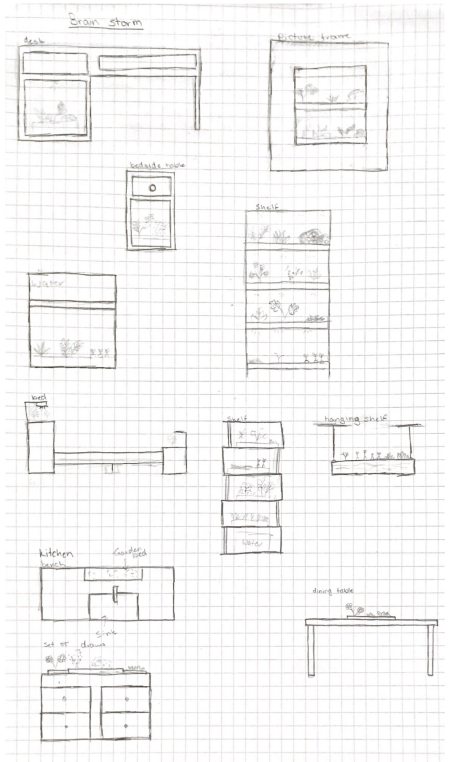 Brain storm
desk
Picture frame
bedside table
Shelf
Water
bed
Shelf
hanging shelf
Kitchen
bench
Garden
bed
Sink
dining table
set of draws